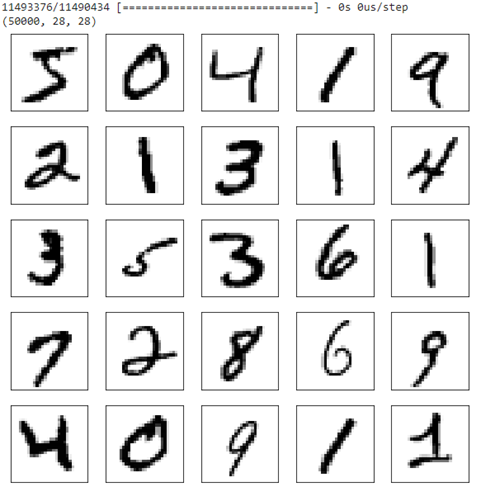 11493376/11490434 [==============================] - 0s 0us/step
(50000, 28, 28)
5 0 4 1 9
2 1 3 1 4
3 5 3 6 1
7 2 8 6 9
4 0 9 1 1